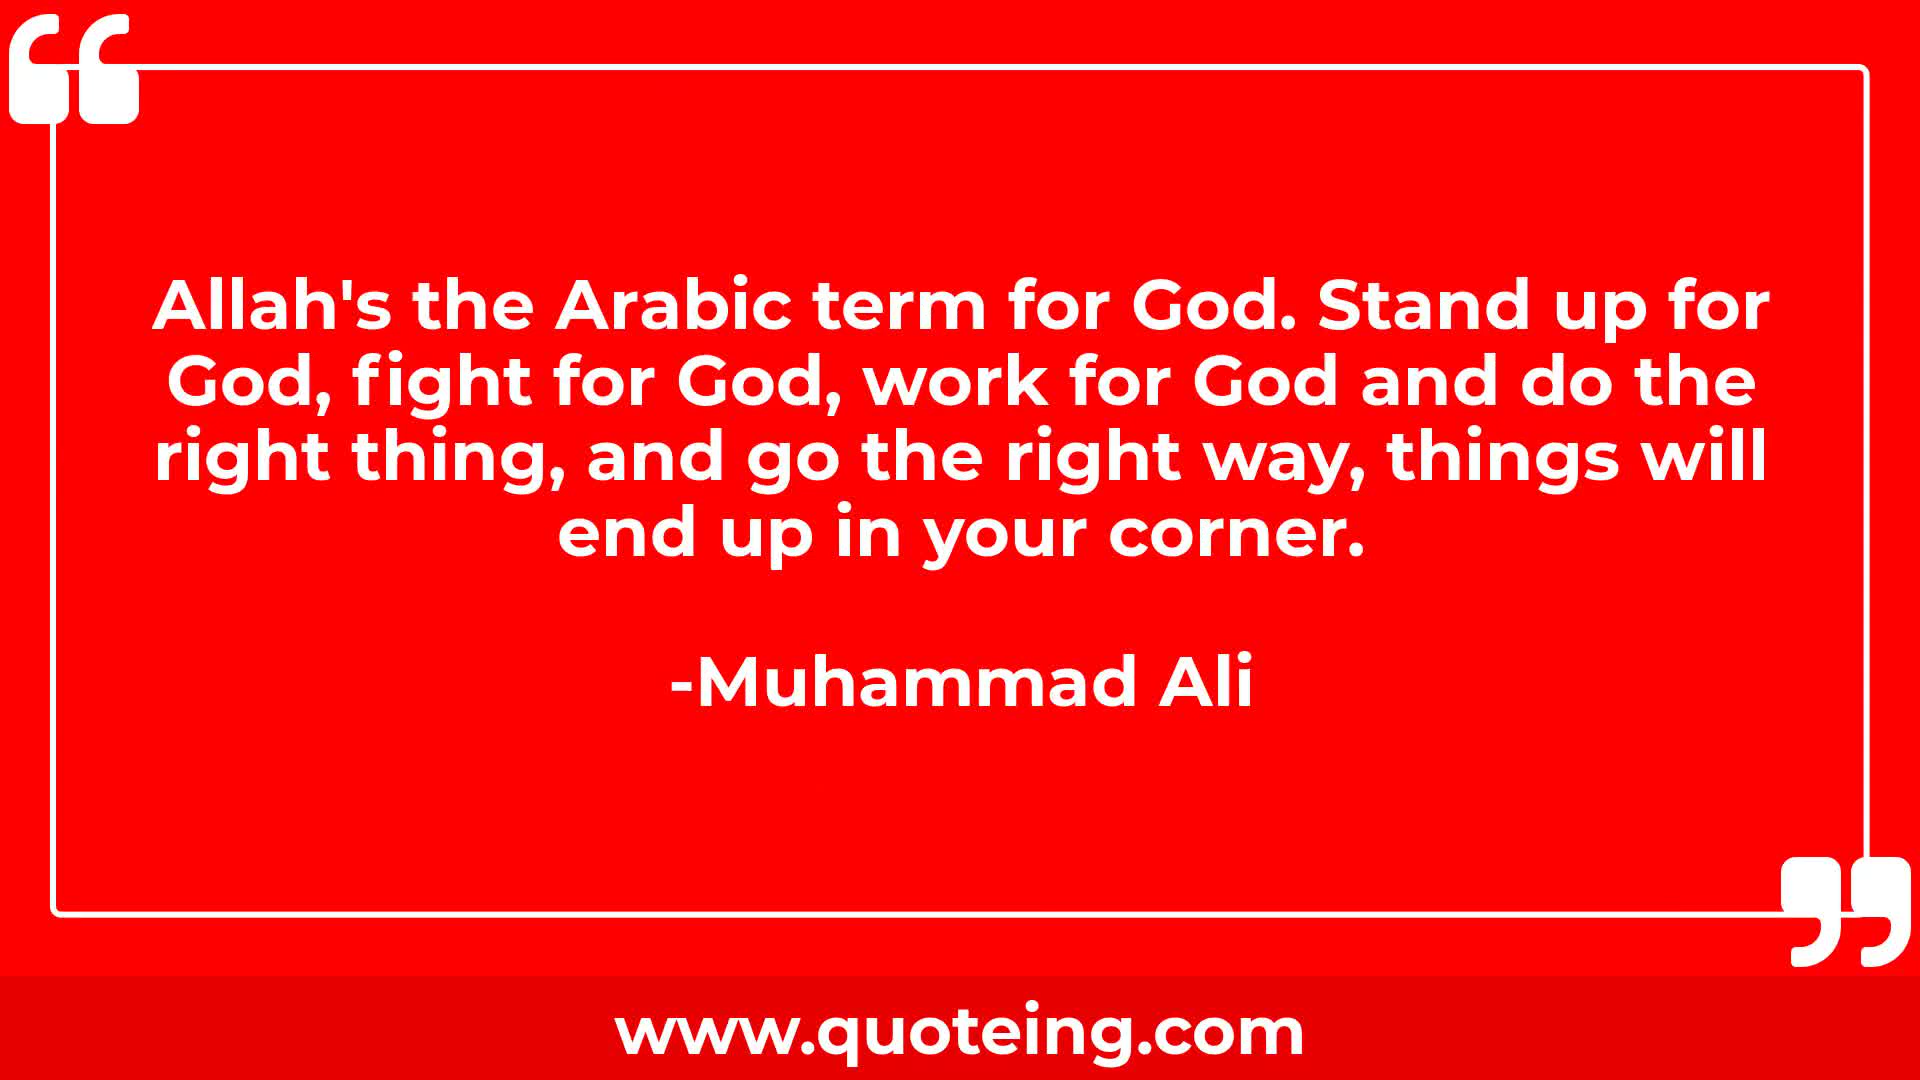 Allah's the Arabic term for God. Stand up for
God, fight for God, work for God and do the
right thing, and go the right way, things will
end up in your corner.
-Muhammad Ali
www.quoteing.com